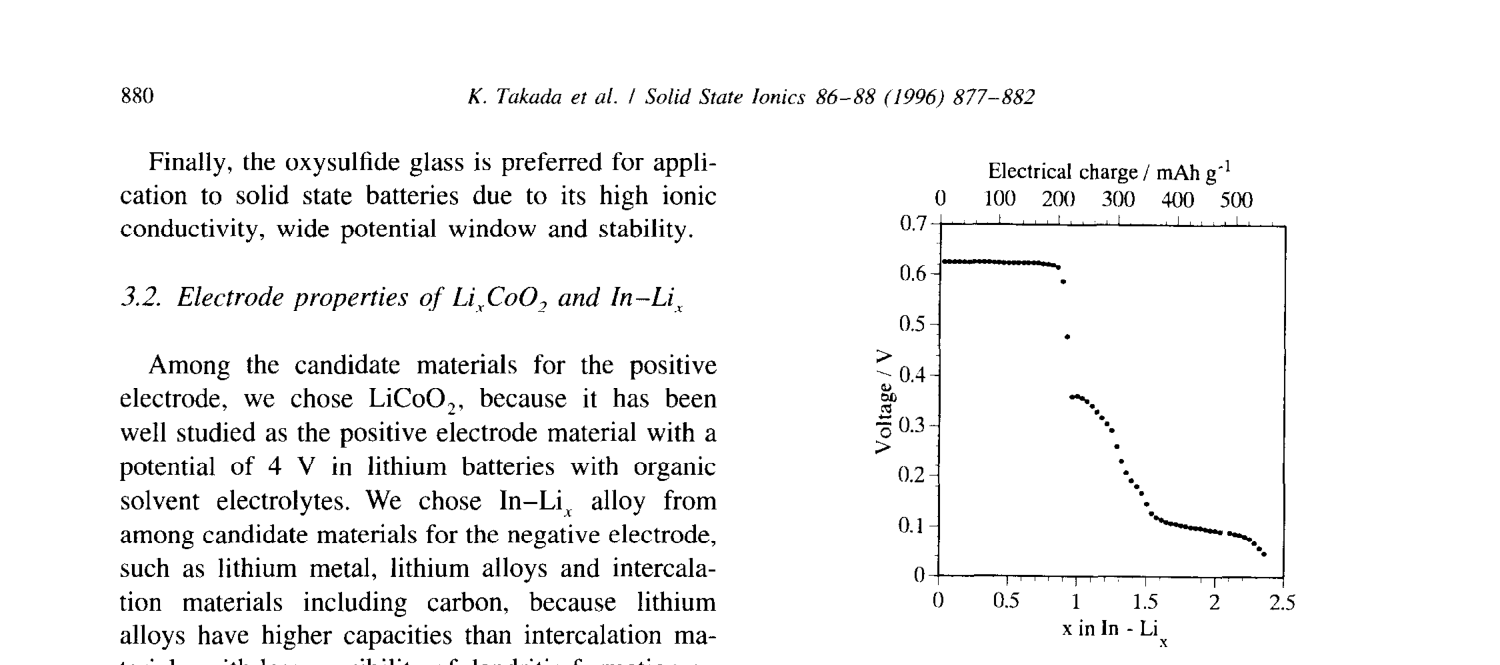 880
K. Takada et al. / Solid State Ionics 86–88 (1996) 877–882
Finally, the oxysulfide glass is preferred for appli-
cation to solid state batteries due to its high ionic
conductivity, wide potential window and stability.
3.2. Electrode properties of LiₓCoO₂ and In–Liₓ
Among the candidate materials for the positive
electrode, we chose LiCoO₂, because it has been
well studied as the positive electrode material with a
potential of 4 V in lithium batteries with organic
solvent electrolytes. We chose In–Liₓ alloy from
among candidate materials for the negative electrode,
such as lithium metal, lithium alloys and intercala-
tion materials including carbon, because lithium
alloys have higher capacities than intercalation ma-
Electrical charge / mAh g⁻¹
0 100 200 300 400 500
0.7
0.6
0.5
0.4
0.3
0.2
0.1
0
Voltage / V
0 0.5 1 1.5 2 2.5
x in In - Liₓ